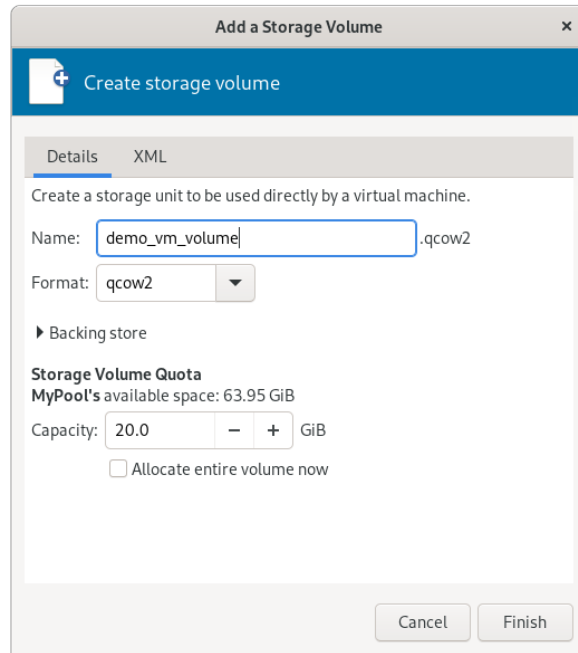 Add a Storage Volume ×
Create storage volume
Details XML
Create a storage unit to be used directly by a virtual machine.
Name: demo_vm_volume .qcow2
Format: qcow2
Backing store
Storage Volume Quota
MyPool's available space: 63.95 GiB
Capacity: 20.0 − + GiB
Allocate entire volume now
Cancel Finish